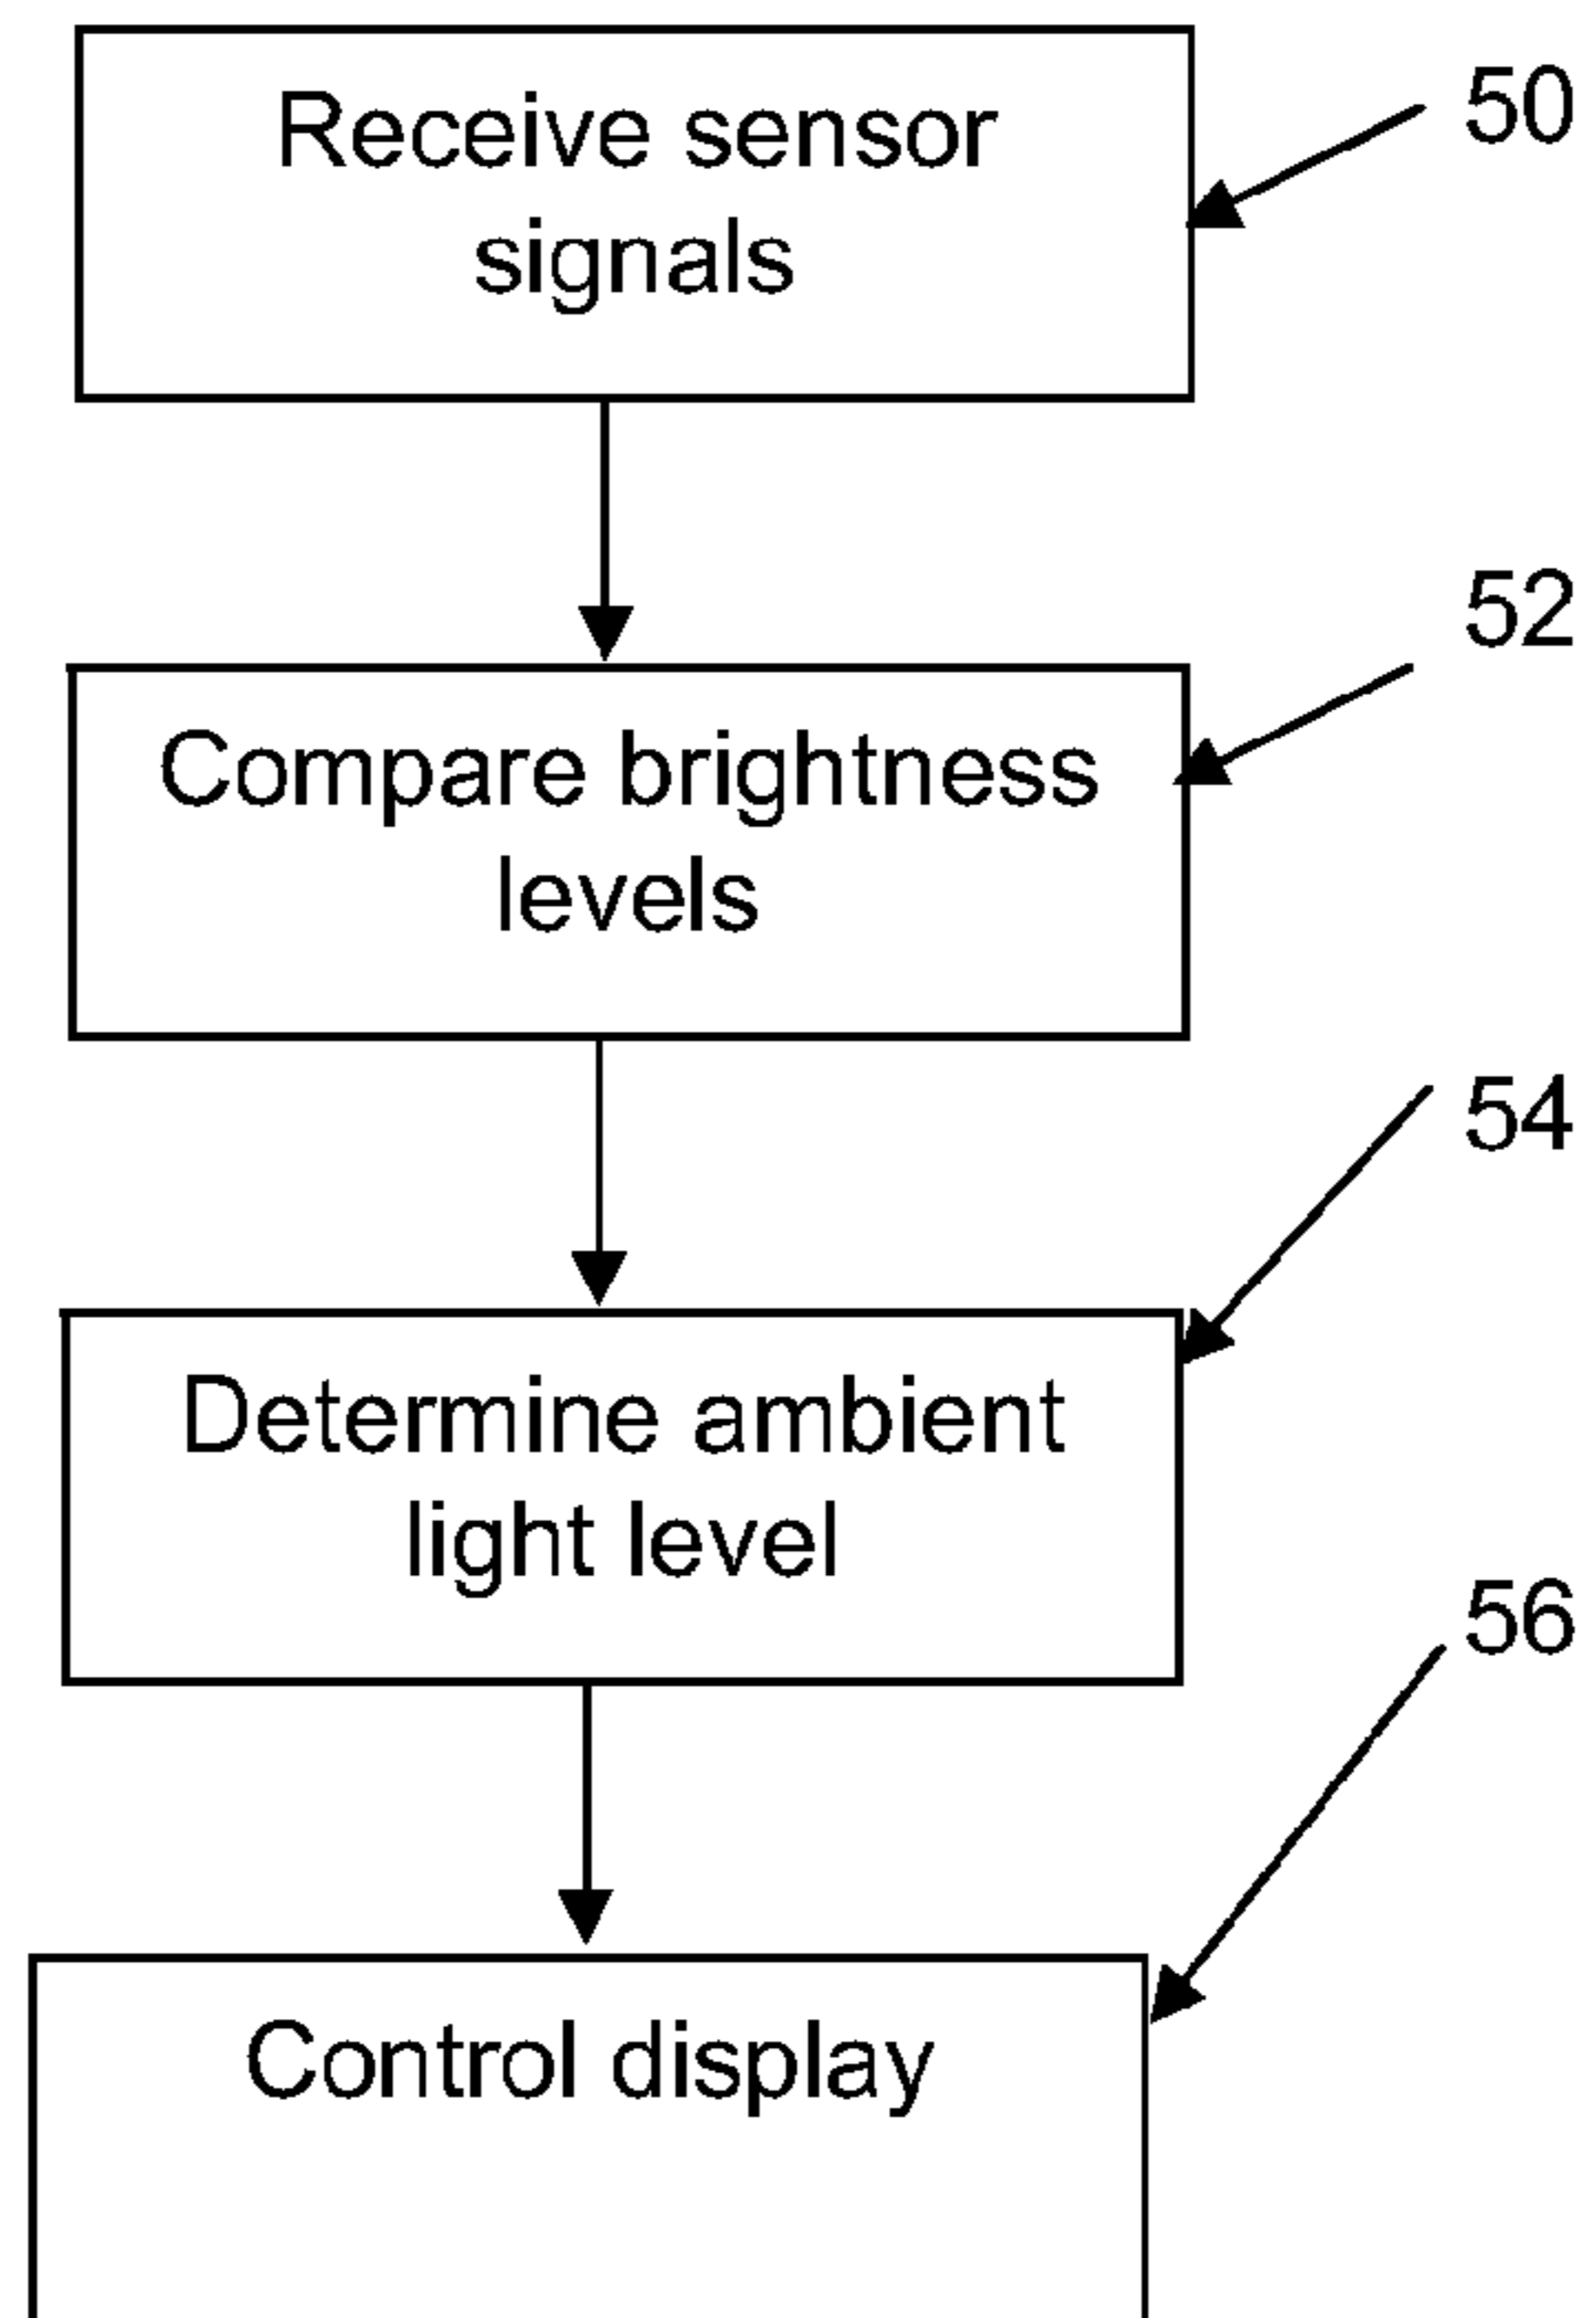 Receive sensor
signals
50
Compare brightness
levels
52
Determine ambient
light level
54
Control display
56